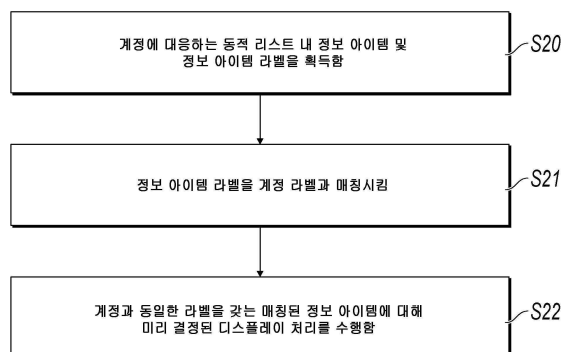 계정에 대응하는 동적 리스트 내 정보 아이템 및
정보 아이템 라벨을 획득함
S20
정보 아이템 라벨을 계정 라벨과 매칭시킴
S21
계정과 동일한 라벨을 갖는 매칭된 정보 아이템에 대해
미리 결정된 디스플레이 처리를 수행함
S22